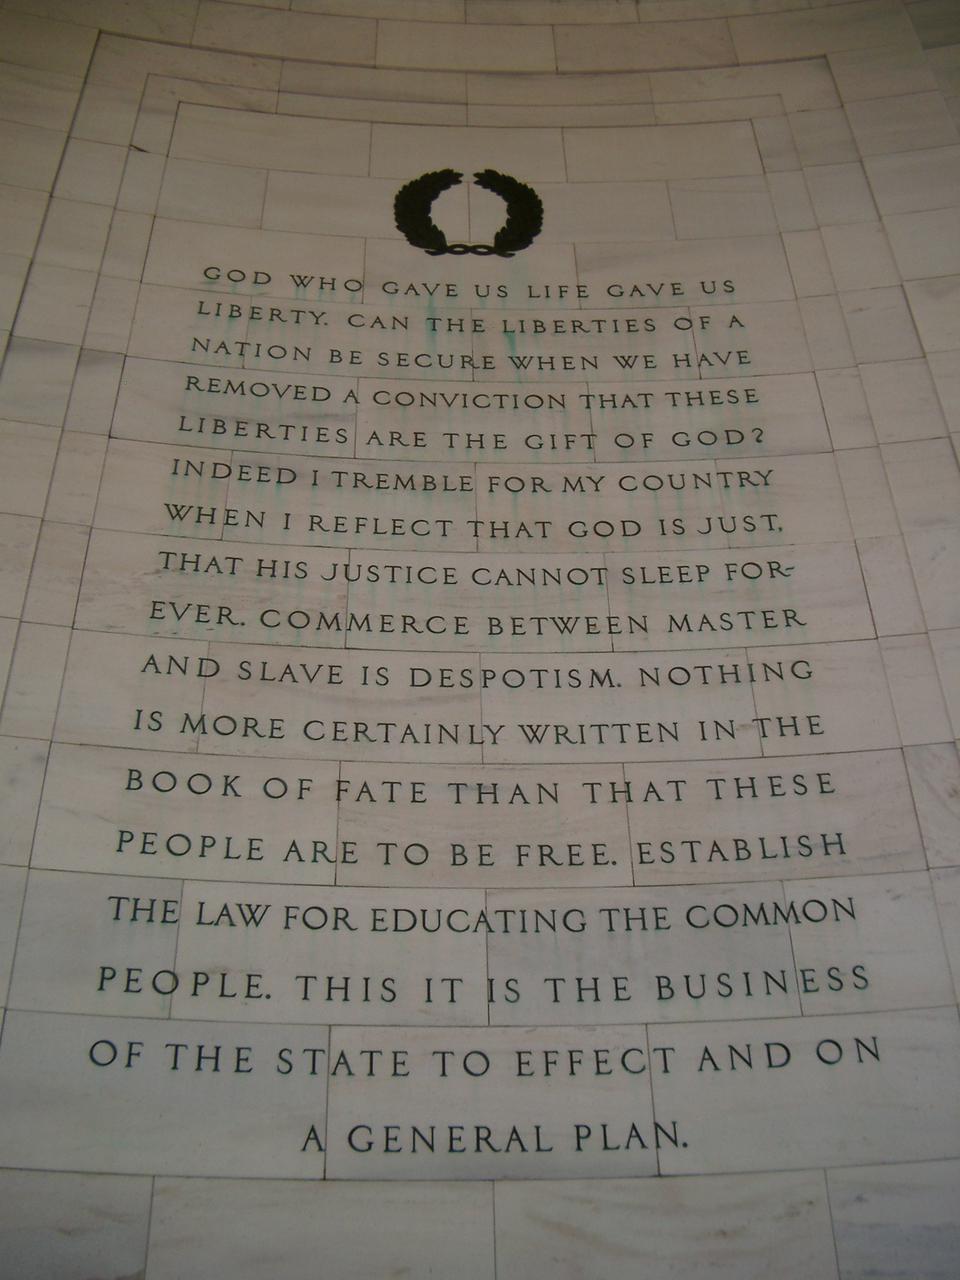 GOD WHO GAVE US LIFE GAVE US
LIBERTY. CAN THE LIBERTIES OF A
NATION BE SECURE WHEN WE HAVE
REMOVED A CONVICTION THAT THESE
LIBERTIES ARE THE GIFT OF GOD?
INDEED I TREMBLE FOR MY COUNTRY
WHEN I REFLECT THAT GOD IS JUST,
THAT HIS JUSTICE CANNOT SLEEP FOR-
EVER. COMMERCE BETWEEN MASTER
AND SLAVE IS DESPOTISM. NOTHING
IS MORE CERTAINLY WRITTEN IN THE
BOOK OF FATE THAN THAT THESE
PEOPLE ARE TO BE FREE. ESTABLISH
THE LAW FOR EDUCATING THE COMMON
PEOPLE. THIS IT IS THE BUSINESS
OF THE STATE TO EFFECT AND ON
A GENERAL PLAN.